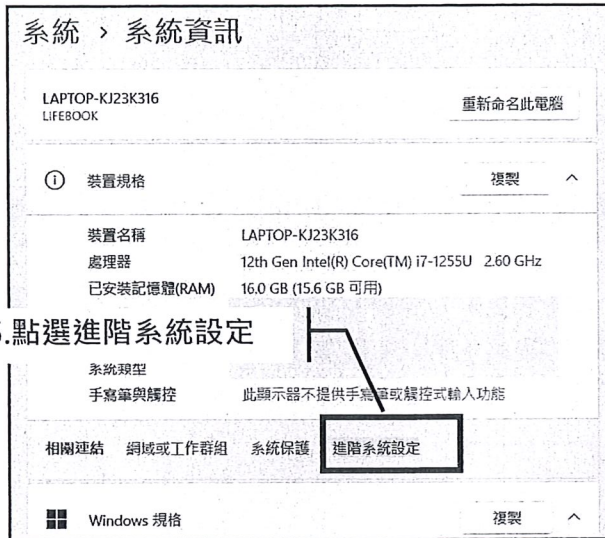 系統 › 系統資訊
LAPTOP-KJ23K316
LIFEBOOK
重新命名此電腦
裝置規格
複製
裝置名稱 LAPTOP-KJ23K316
處理器 12th Gen Intel(R) Core(TM) i7-1255U 2.60 GHz
已安裝記憶體(RAM) 16.0 GB (15.6 GB 可用)
.點選進階系統設定
系統類型
手寫筆與觸控 此顯示器不提供手寫筆或觸控式輸入功能
相關連結 網域或工作群組 系統保護 進階系統設定
Windows 規格
複製